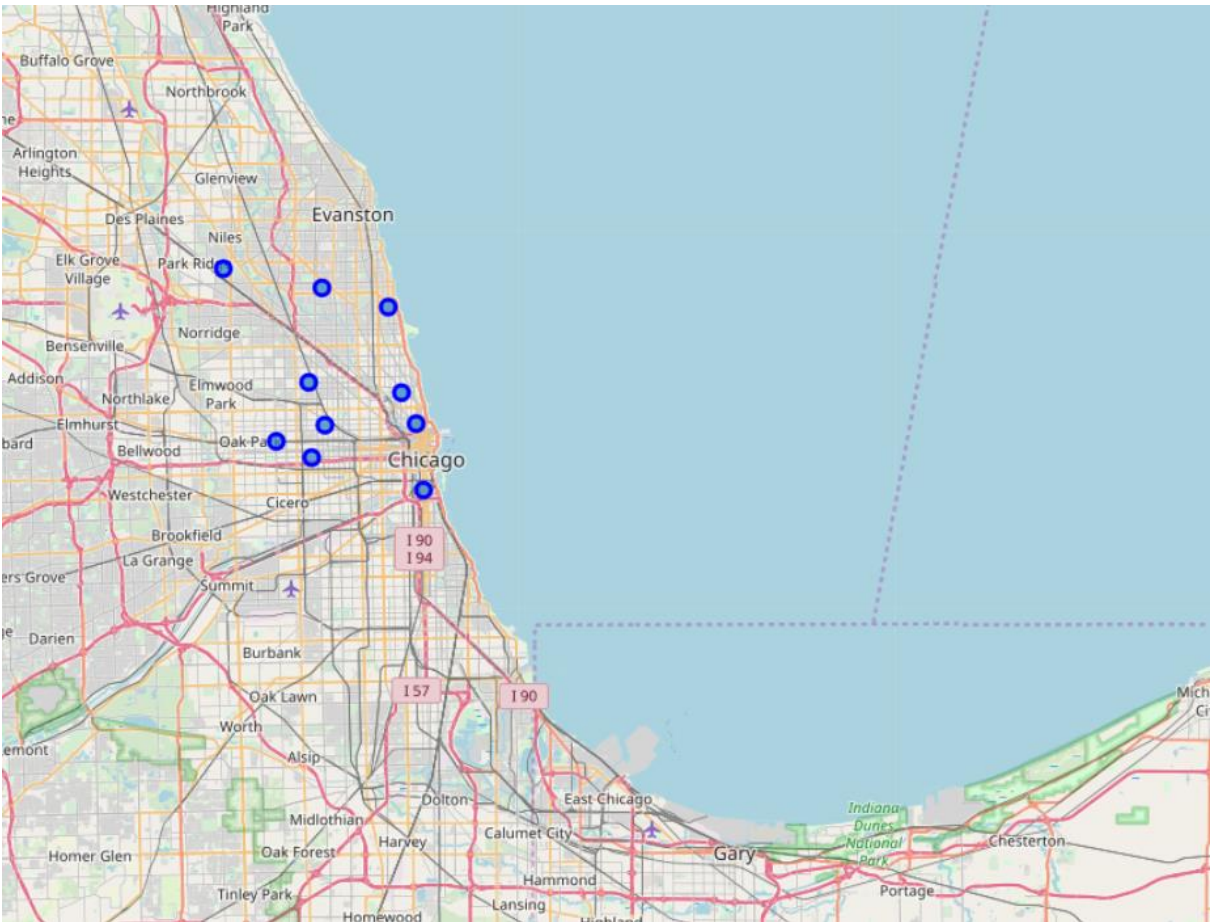 Highland
Park
Buffalo Grove
Northbrook
Arlington
Heights
Glenview
Des Plaines
Evanston
Niles
Elk Grove
Village
Park Rid
Norridge
Bensenville
Addison
Elmwood
Park
Northlake
Elmhurst
Oak Pa
bard
Bellwood
Chicago
Westchester
Cicero
Brookfield
I 90
I 94
La Grange
ers Grove
Summit
Darien
Burbank
I 57
I 90
Oak Lawn
Mich
Ci
Worth
emont
Alsip
Dolton
East Chicago
Indiana
Dunes
National
Park
Midlothian
Calumet City
Harvey
Chesterton
Homer Glen
Oak Forest
Gary
Hammond
Portage
Tinley Park
Lansing
Homewood
Highland